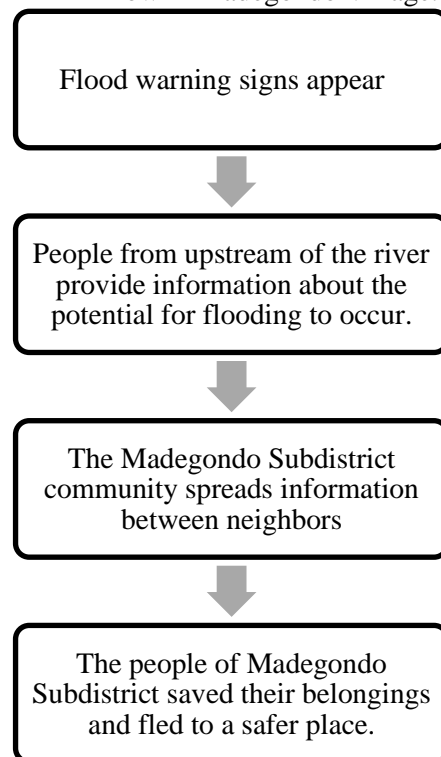 Flood warning signs appear
People from upstream of the river
provide information about the
potential for flooding to occur.
The Madegondo Subdistrict
community spreads information
between neighbors
The people of Madegondo
Subdistrict saved their belongings
and fled to a safer place.